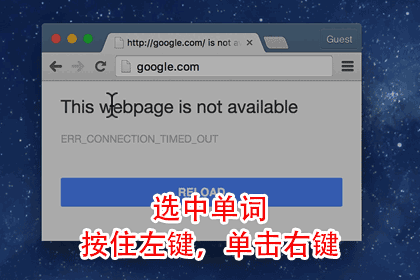 http://google.com/ is not av
Guest
google.com
This webpage is not available
ERR_CONNECTION_TIMED_OUT
RELOAD
选中单词
按住左键，单击右键